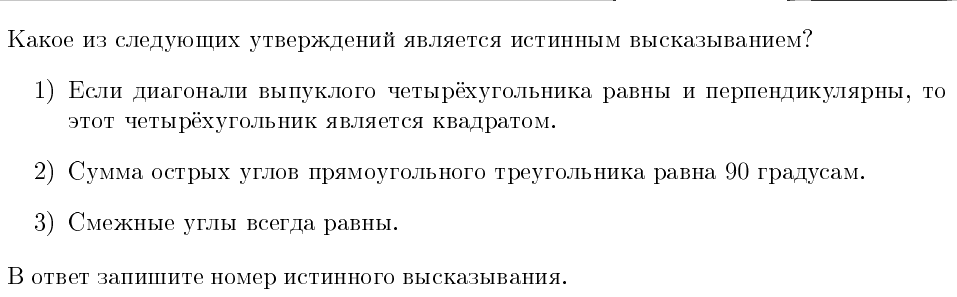 Какое из следующих утверждений является истинным высказыванием?
1) Если диагонали выпуклого четырёхугольника равны и перпендикулярны, то
этот четырёхугольник является квадратом.
2) Сумма острых углов прямоугольного треугольника равна 90 градусам.
3) Смежные углы всегда равны.
В ответ запишите номер истинного высказывания.